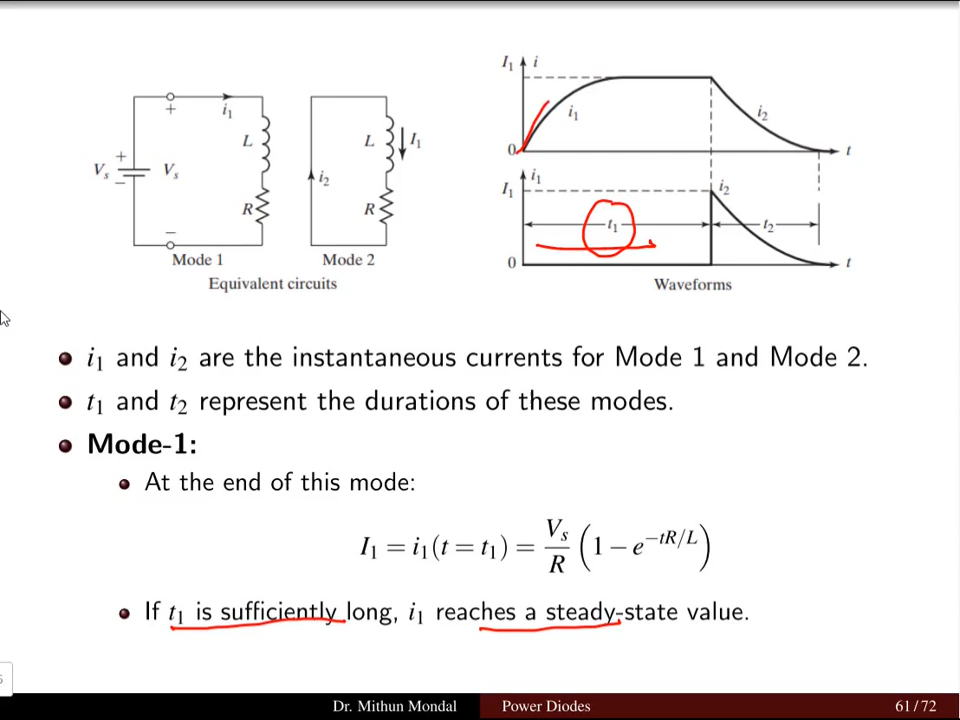 I₁ i
i₁ i₁ i₂
+
L L I₁
0 t
+
Vₛ Vₛ i₂ I₁ i₁ i₂
−
R R t₁ t₂
−
0 t
Mode 1 Mode 2
Equivalent circuits Waveforms
i₁ and i₂ are the instantaneous currents for Mode 1 and Mode 2.
t₁ and t₂ represent the durations of these modes.
Mode-1:
At the end of this mode:
I₁ = i₁(t = t₁) = Vₛ/R (1 − e^{−tR/L})
If t₁ is sufficiently long, i₁ reaches a steady-state value.
Dr. Mithun Mondal Power Diodes 61 / 72